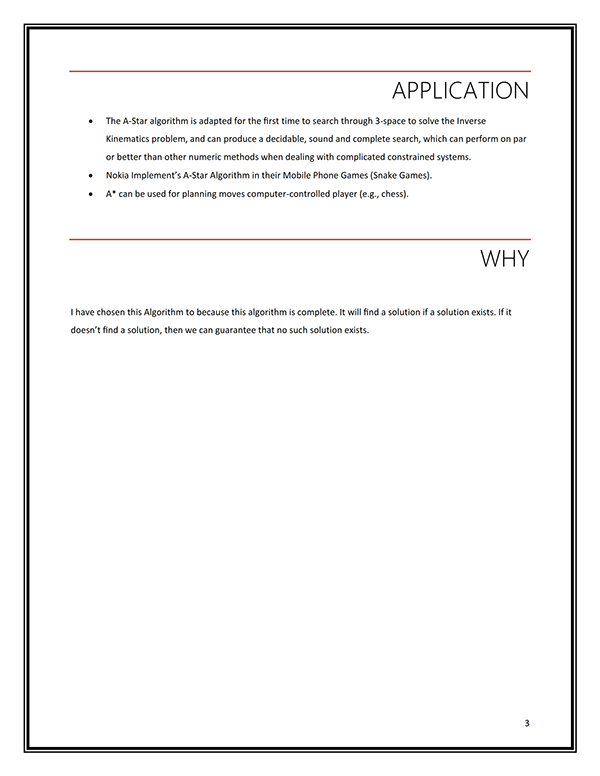 APPLICATION
• The A-Star algorithm is adapted for the first time to search through 3-space to solve the Inverse
Kinematics problem, and can produce a decidable, sound and complete search, which can perform on par
or better than other numeric methods when dealing with complicated constrained systems.
• Nokia Implement’s A-Star Algorithm in their Mobile Phone Games (Snake Games).
• A* can be used for planning moves computer-controlled player (e.g., chess).
WHY
I have chosen this Algorithm to because this algorithm is complete. It will find a solution if a solution exists. If it
doesn’t find a solution, then we can guarantee that no such solution exists.
3